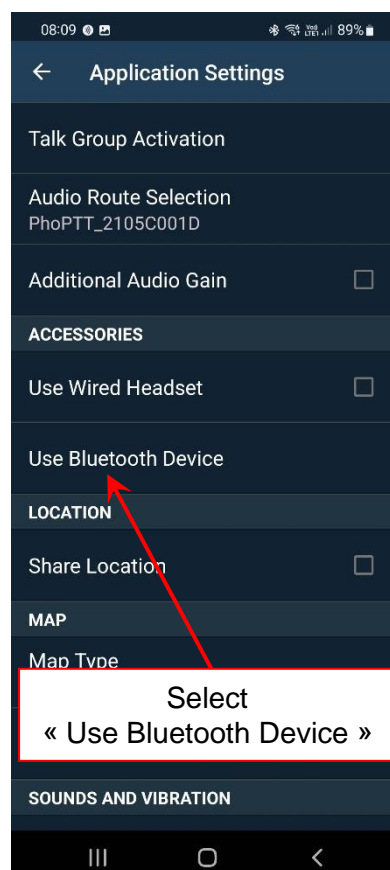 08:09 89%
Application Settings
Talk Group Activation
Audio Route Selection
PhoPTT_2105C001D
Additional Audio Gain
ACCESSORIES
Use Wired Headset
Use Bluetooth Device
LOCATION
Share Location
MAP
Map Type
Select
« Use Bluetooth Device »
SOUNDS AND VIBRATION